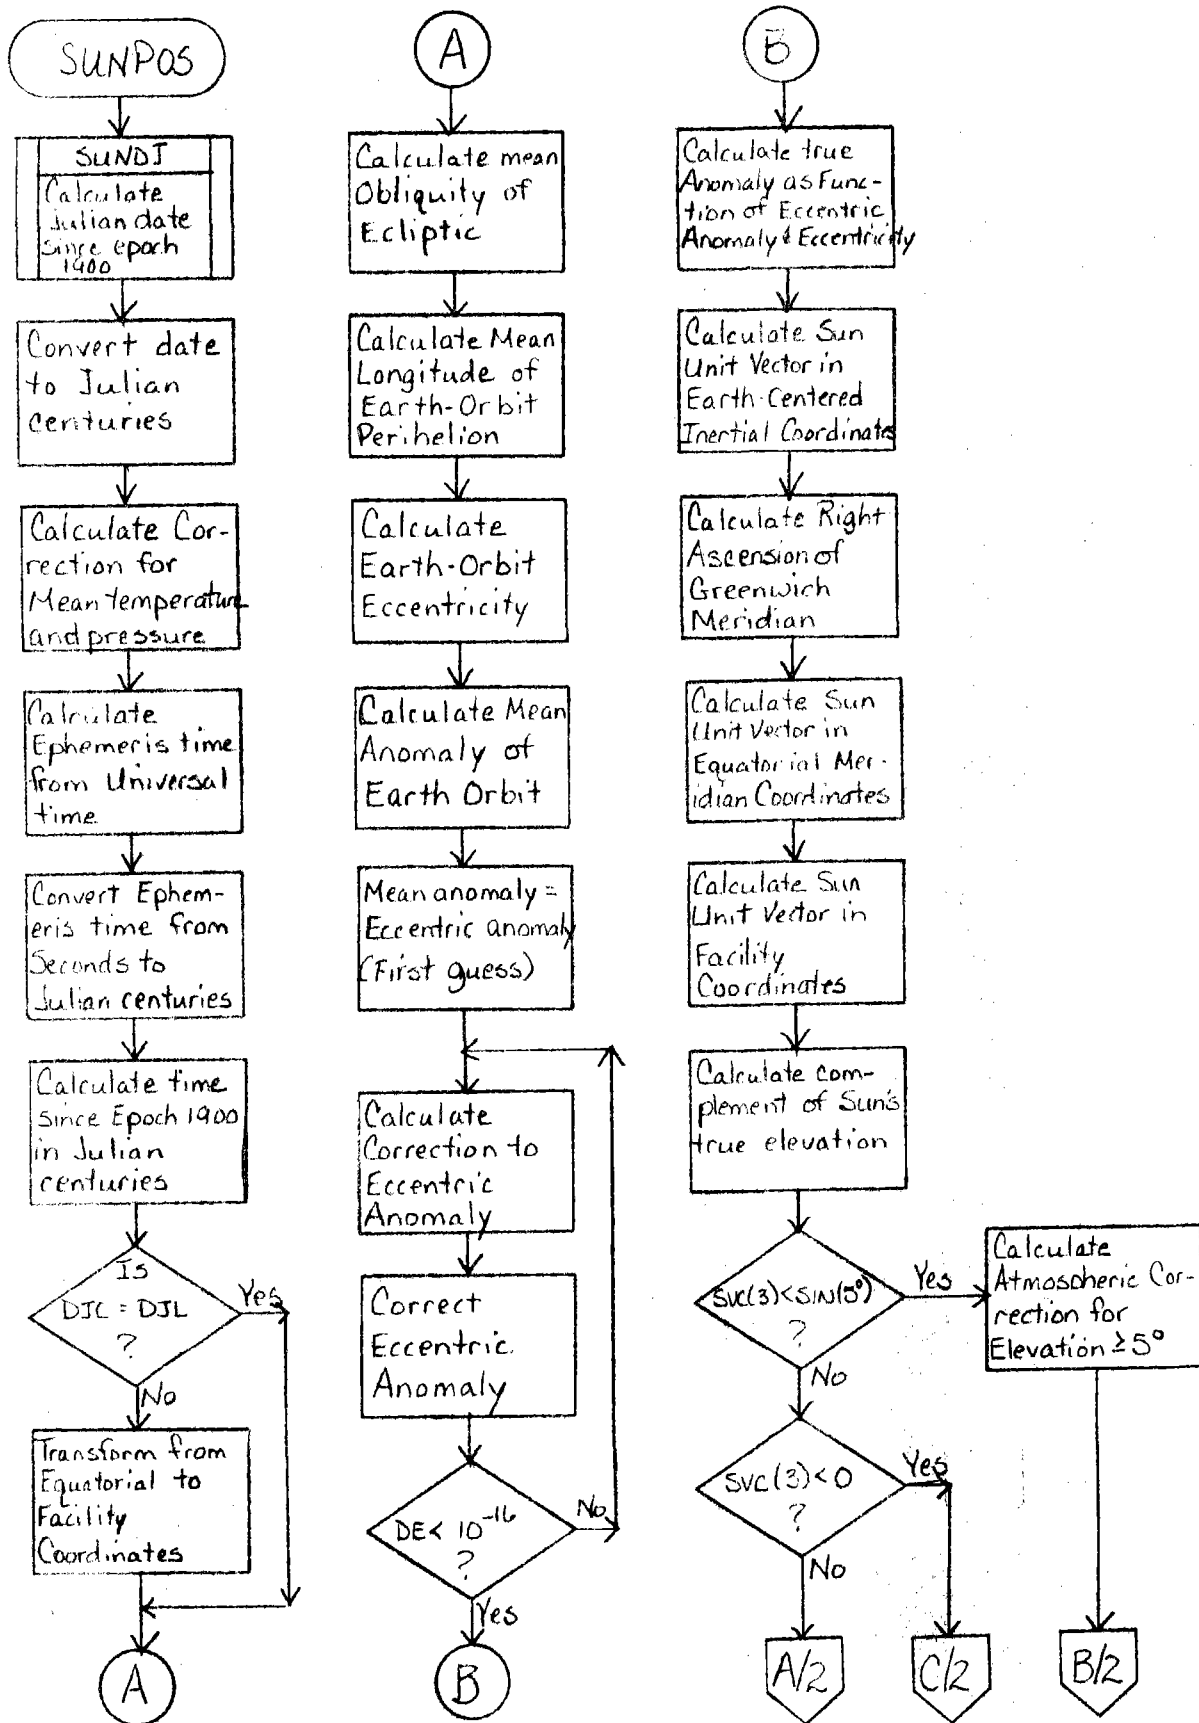 SUNPOS
SUNDJ
Calculate
Julian date
since epoch
1900
Convert date
to Julian
centuries
Calculate Cor-
rection for
Mean temperature
and pressure
Calculate
Ephemeris time
from Universal
time
Convert Ephem-
eris time from
Seconds to
Julian centuries
Calculate time
since Epoch 1900
in Julian
centuries
Is
DJC = DJL
?
Yes
No
Transform from
Equatorial to
Facility
Coordinates
A
A
Calculate mean
Obliquity of
Ecliptic
Calculate Mean
Longitude of
Earth-Orbit
Perihelion
Calculate
Earth-Orbit
Eccentricity
Calculate Mean
Anomaly of
Earth Orbit
Mean anomaly =
Eccentric anomaly
(First guess)
Calculate
Correction to
Eccentric
Anomaly
Correct
Eccentric
Anomaly
DE < 10⁻¹⁶
?
No
Yes
B
B
Calculate true
Anomaly as Func-
tion of Eccentric
Anomaly & Eccentricity
Calculate Sun
Unit Vector in
Earth-Centered
Inertial Coordinates
Calculate Right
Ascension of
Greenwich
Meridian
Calculate Sun
Unit Vector in
Equatorial Mer-
idian Coordinates
Calculate Sun
Unit Vector in
Facility
Coordinates
Calculate com-
plement of Sun's
true elevation
SVC(3)<SIN(5°)
?
Yes
No
Calculate
Atmospheric Cor-
rection for
Elevation ≥5°
SVC(3)<0
?
Yes
No
A/2
C/2
B/2